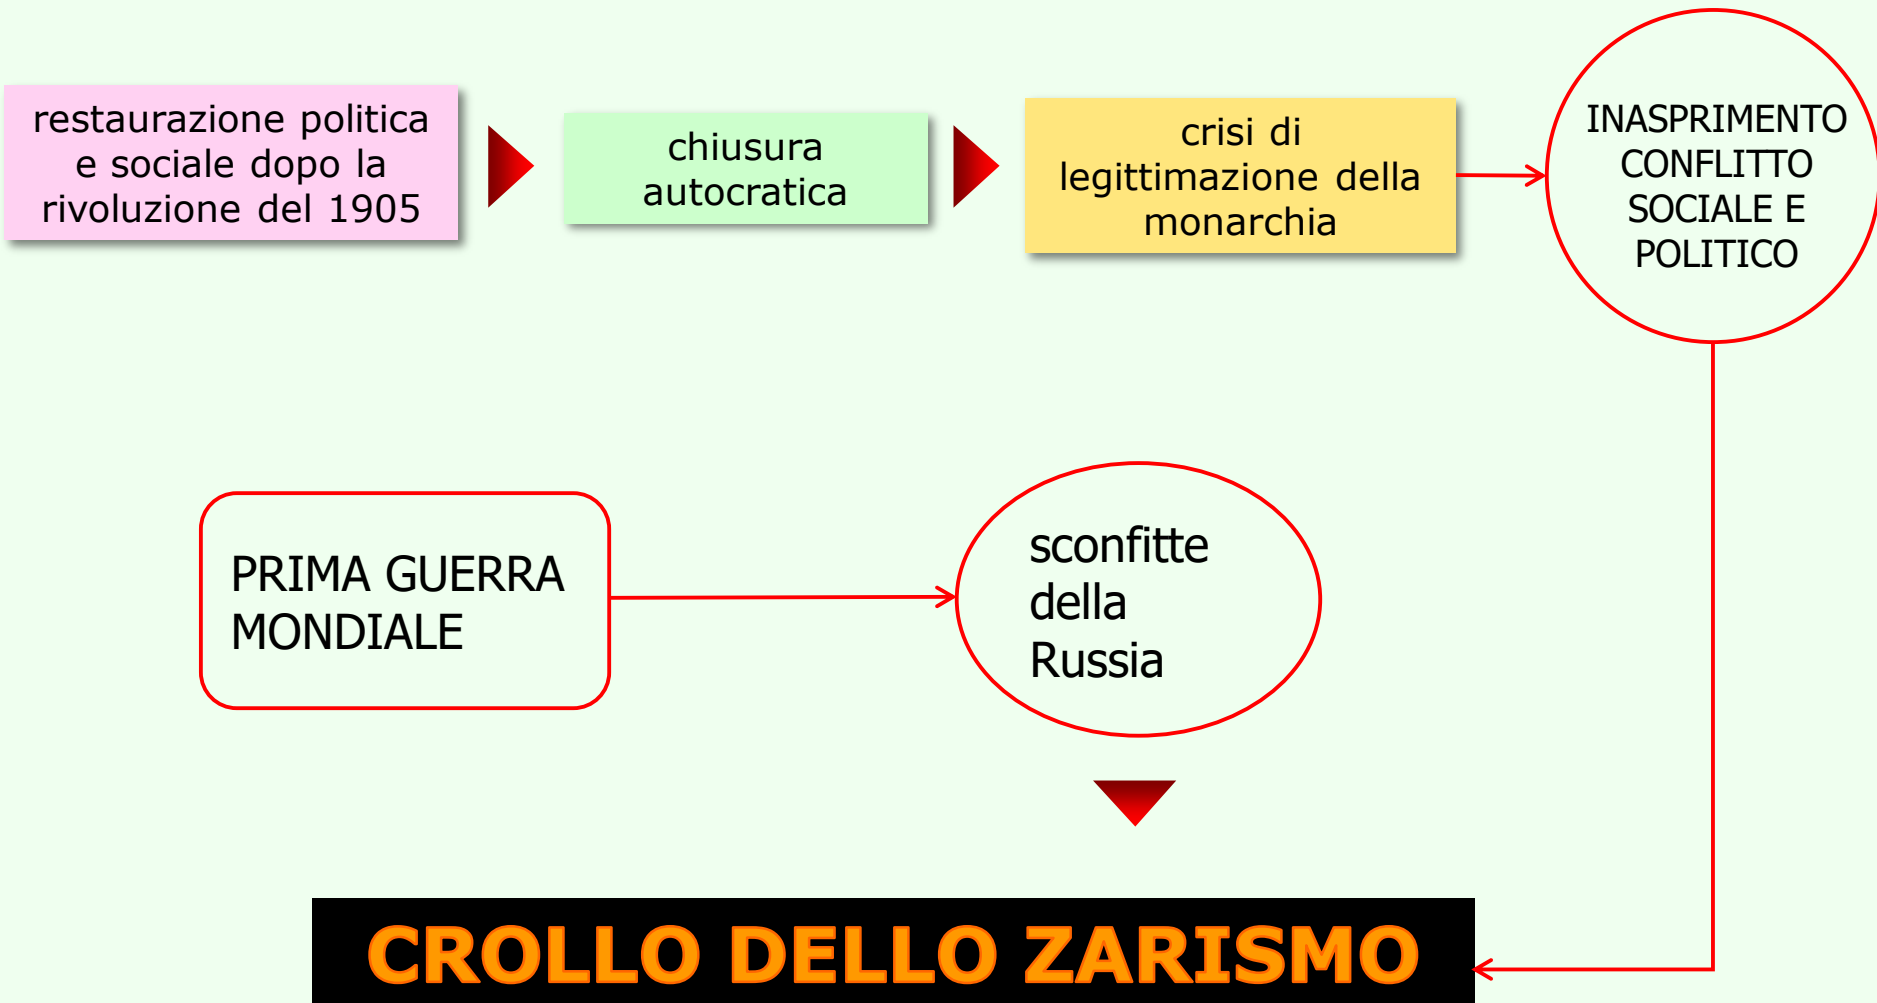 restaurazione politica
e sociale dopo la
rivoluzione del 1905
chiusura
autocratica
crisi di
legittimazione della
monarchia
INASPRIMENTO
CONFLITTO
SOCIALE E
POLITICO
PRIMA GUERRA
MONDIALE
sconfitte
della
Russia
CROLLO DELLO ZARISMO